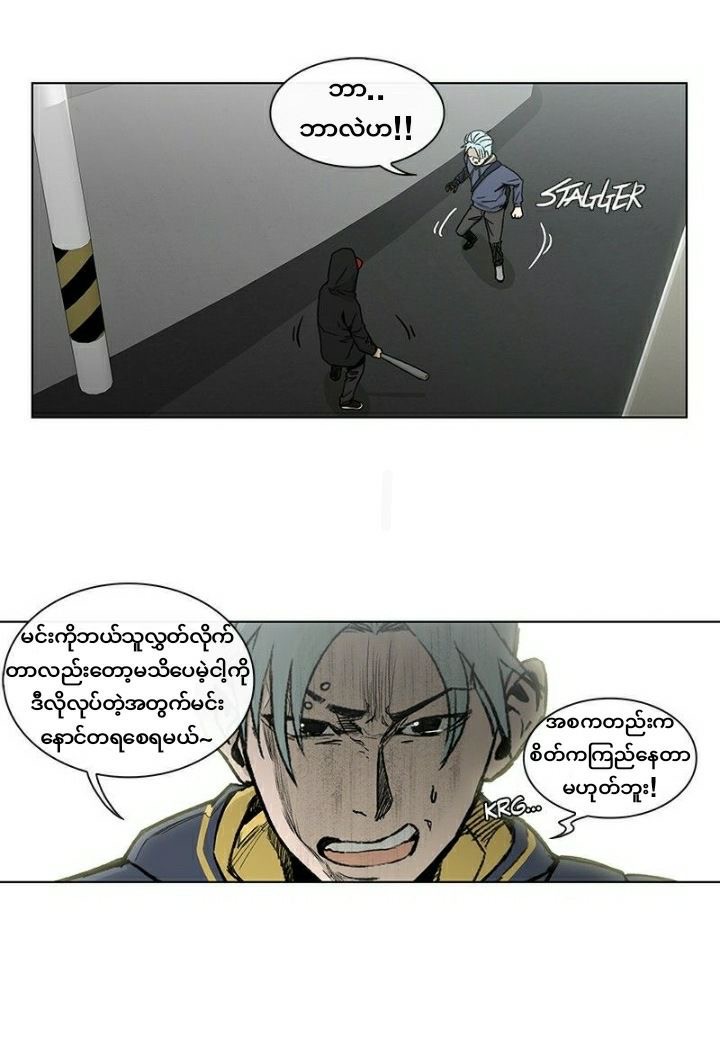 ဘာ..
ဘာလဲဟ!!
STAGGER
မင်းကိုဘယ်သူလွှတ်လိုက်
တာလည်းတော့မသိပေမဲ့ငါ့ကို
ဒီလိုလုပ်တဲ့အတွက်မင်း
နောင်တရစေရမယ်~
အစကတည်းက
စိတ်ကကြည်နေတာ
မဟုတ်ဘူး!
KRG...